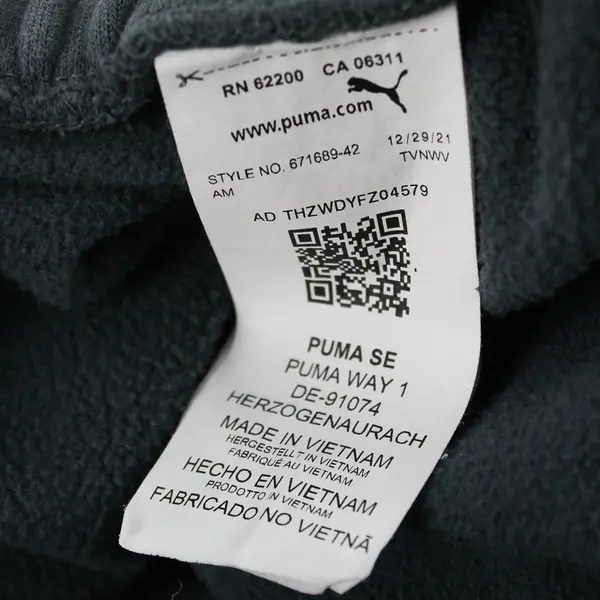 RN 62200 CA 06311
www.puma.com
STYLE NO. 671689-42 12/29/21
AM TVNWV
AD THZWDYFZ04579
PUMA SE
PUMA WAY 1
DE-91074
HERZOGENAURACH
MADE IN VIETNAM
HERGESTELLT IN VIETNAM
FABRIQUÉ AU VIETNAM
HECHO EN VIETNAM
PRODOTTO IN VIETNAM
FABRICADO NO VIETNÃ